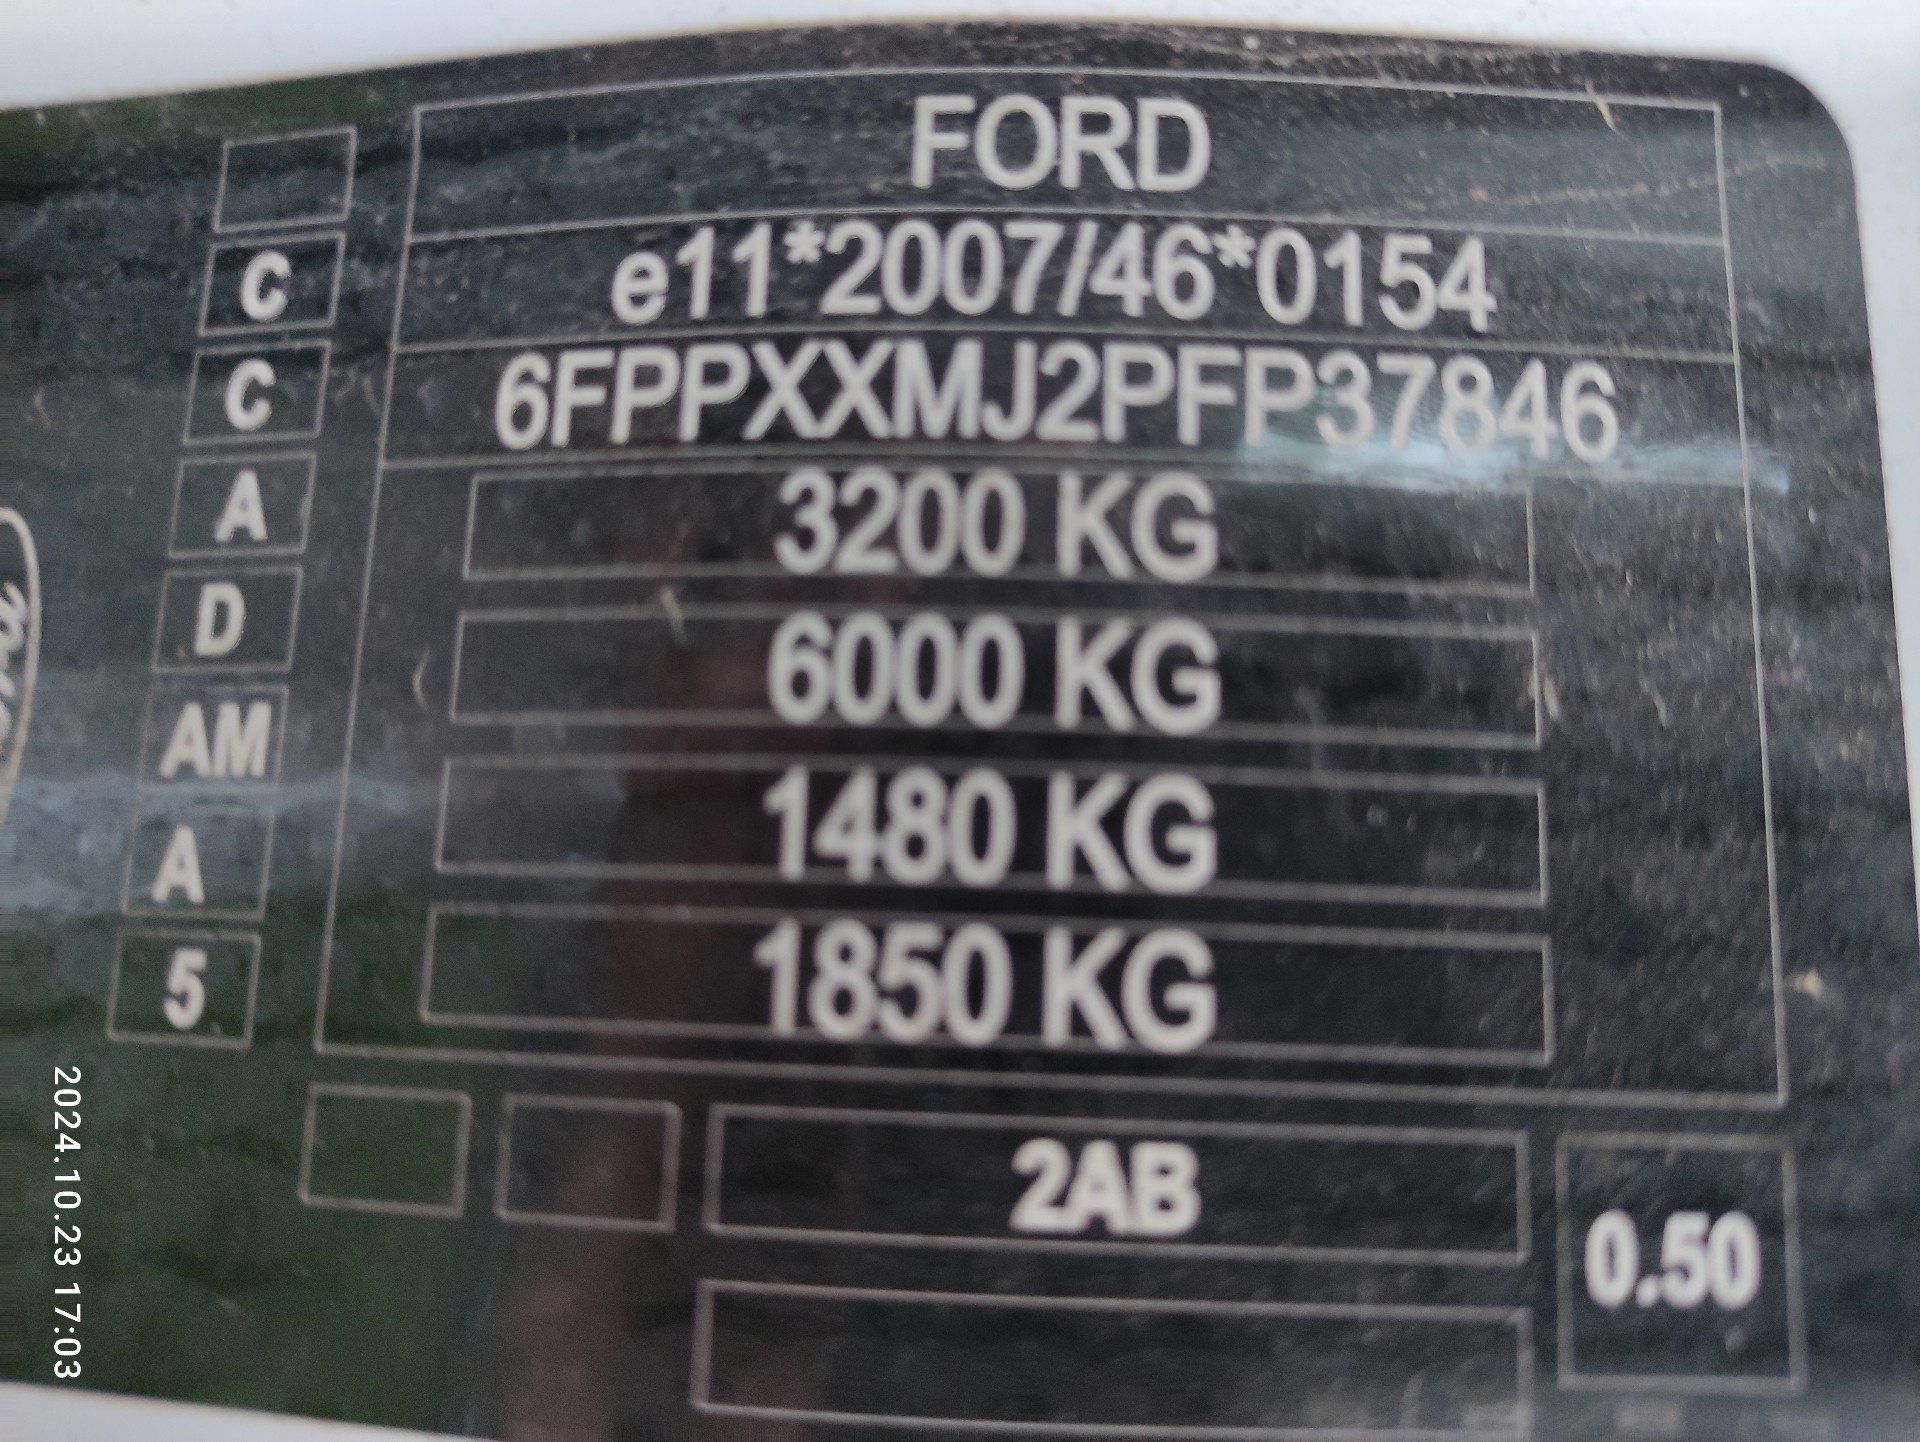 FORD
e11*2007/46*0154
6FPPXXMJ2PFP37846
3200 KG
6000 KG
1480 KG
1850 KG
C
C
A
D
AM
A
5
2AB
0.50
2024.10.23 17:03